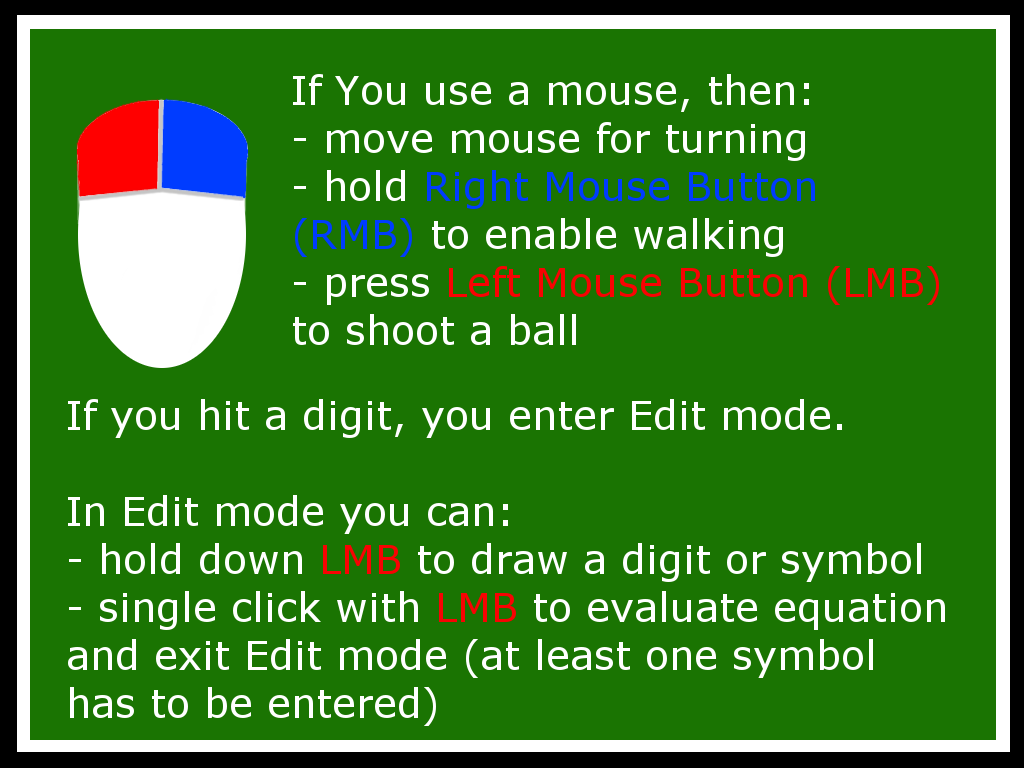 If You use a mouse, then:
- move mouse for turning
- hold Right Mouse Button
(RMB) to enable walking
- press Left Mouse Button (LMB)
to shoot a ball
If you hit a digit, you enter Edit mode.
In Edit mode you can:
- hold down LMB to draw a digit or symbol
- single click with LMB to evaluate equation
and exit Edit mode (at least one symbol
has to be entered)